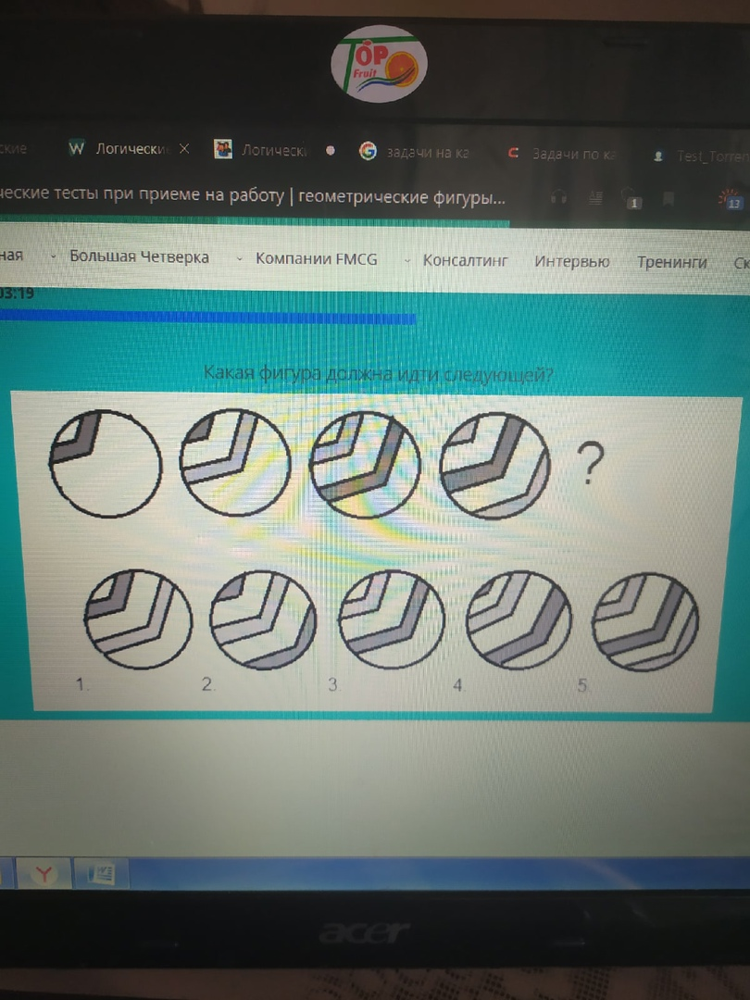 TOP
Fruit
ские
Логически
Логическ
задачи на ка
Задачи по ка
Test_Torren
ческие тесты при приеме на работу | геометрические фигуры...
1
13
ная
Большая Четверка
Компании FMCG
Консалтинг
Интервью
Тренинги
Ск
03:19
Какая фигура должна идти следующей?
?
1.
2.
3.
4.
5.
acer